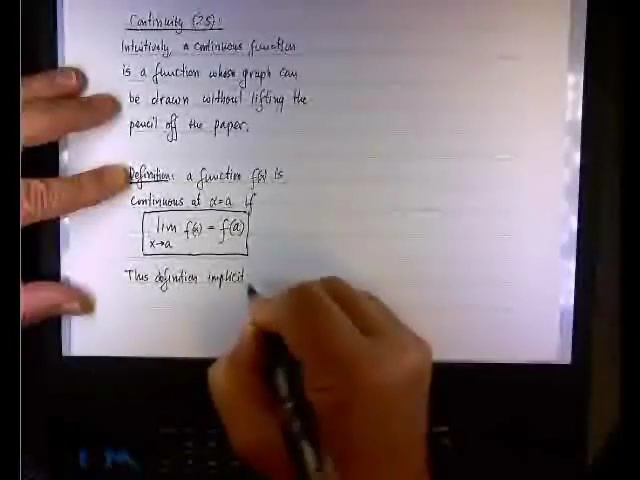 Continuity (2.5):
Intuitively, a continuous function
is a function whose graph can
be drawn without lifting the
pencil off the paper.
Definition: a function f(x) is
continuous at x=a if
lim f(x) = f(a)
x→a
This definition implicit